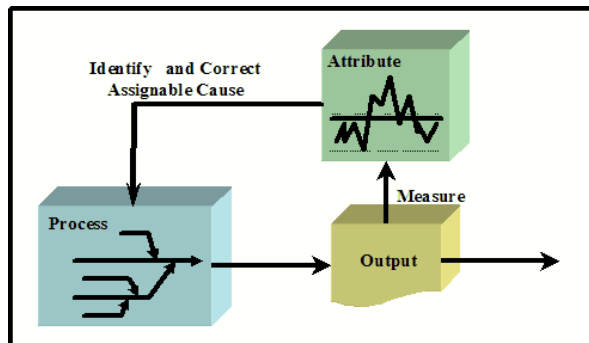 Identify and Correct
Assignable Cause
Attribute
Measure
Process
Output